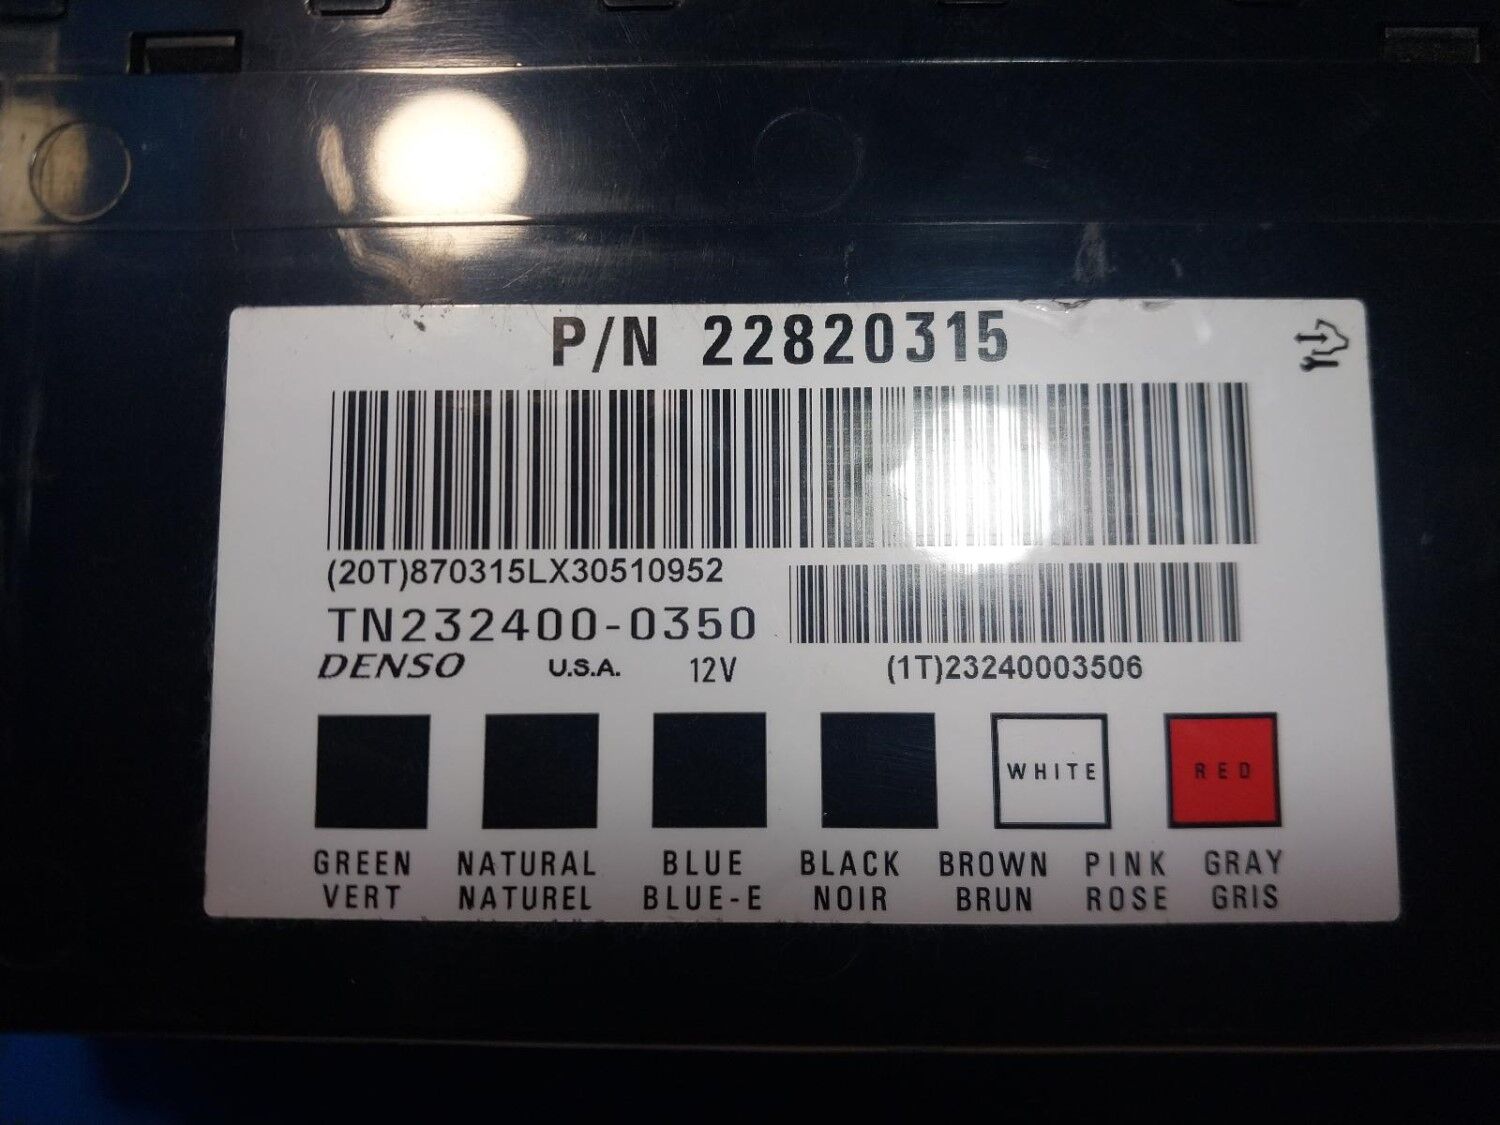 P/N 22820315
(20T)870315LX30510952
TN232400-0350
DENSO U.S.A. 12V (1T)23240003506
WHITE RED
GREEN NATURAL BLUE BLACK BROWN PINK GRAY
VERT NATUREL BLUE-E NOIR BRUN ROSE GRIS